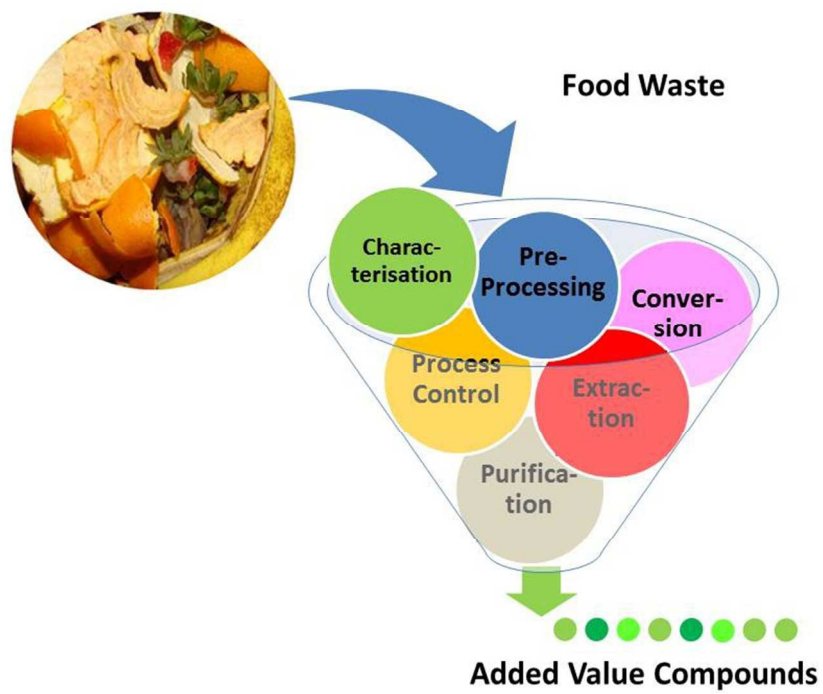 Food Waste
Charac-
terisation
Pre-
Processing
Conver-
sion
Process
Control
Extrac-
tion
Purifica-
tion
Added Value Compounds